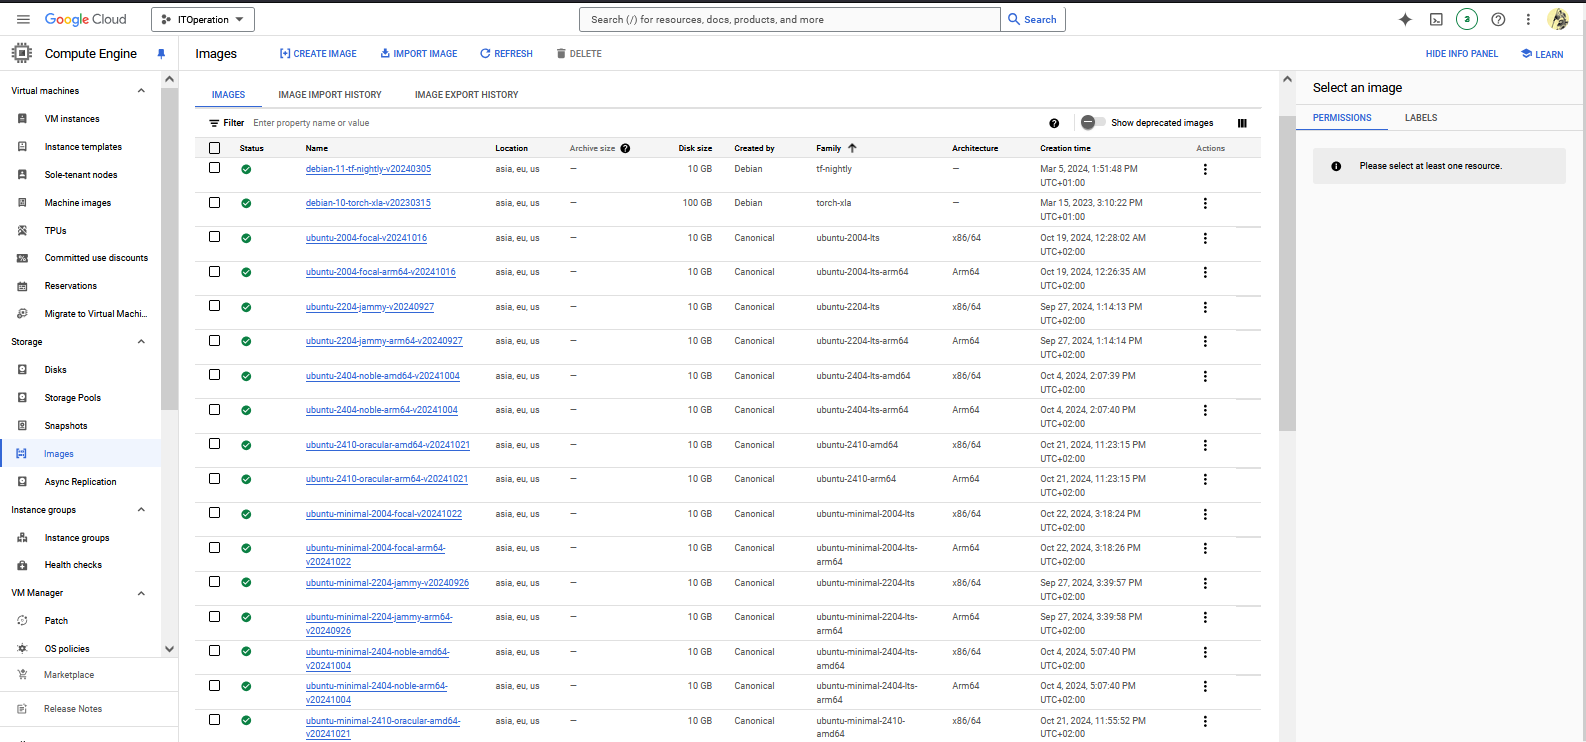 Google Cloud
ITOperation
Search (/) for resources, docs, products, and more
Search
Compute Engine
Images
CREATE IMAGE
IMPORT IMAGE
REFRESH
DELETE
HIDE INFO PANEL
LEARN
Virtual machines
VM instances
Instance templates
Sole-tenant nodes
Machine images
TPUs
Committed use discounts
Reservations
Migrate to Virtual Machi...
Storage
Disks
Storage Pools
Snapshots
Images
Async Replication
Instance groups
Instance groups
Health checks
VM Manager
Patch
OS policies
Marketplace
Release Notes
IMAGES IMAGE IMPORT HISTORY IMAGE EXPORT HISTORY
Filter Enter property name or value
Show deprecated images
Status Name Location Archive size Disk size Created by Family Architecture Creation time Actions
debian-11-tf-nightly-v20240305 asia, eu, us — 10 GB Debian tf-nightly — Mar 5, 2024, 1:51:48 PM
UTC+01:00
debian-10-torch-xla-v20230315 asia, eu, us — 100 GB Debian torch-xla — Mar 15, 2023, 3:10:22 PM
UTC+01:00
ubuntu-2004-focal-v20241016 asia, eu, us — 10 GB Canonical ubuntu-2004-lts x86/64 Oct 19, 2024, 12:28:02 AM
UTC+02:00
ubuntu-2004-focal-arm64-v20241016 asia, eu, us — 10 GB Canonical ubuntu-2004-lts-arm64 Arm64 Oct 19, 2024, 12:26:35 AM
UTC+02:00
ubuntu-2204-jammy-v20240927 asia, eu, us — 10 GB Canonical ubuntu-2204-lts x86/64 Sep 27, 2024, 1:14:13 PM
UTC+02:00
ubuntu-2204-jammy-arm64-v20240927 asia, eu, us — 10 GB Canonical ubuntu-2204-lts-arm64 Arm64 Sep 27, 2024, 1:14:14 PM
UTC+02:00
ubuntu-2404-noble-amd64-v20241004 asia, eu, us — 10 GB Canonical ubuntu-2404-lts-amd64 x86/64 Oct 4, 2024, 2:07:39 PM
UTC+02:00
ubuntu-2404-noble-arm64-v20241004 asia, eu, us — 10 GB Canonical ubuntu-2404-lts-arm64 Arm64 Oct 4, 2024, 2:07:40 PM
UTC+02:00
ubuntu-2410-oracular-amd64-v20241021 asia, eu, us — 10 GB Canonical ubuntu-2410-amd64 x86/64 Oct 21, 2024, 11:23:15 PM
UTC+02:00
ubuntu-2410-oracular-arm64-v20241021 asia, eu, us — 10 GB Canonical ubuntu-2410-arm64 Arm64 Oct 21, 2024, 11:23:15 PM
UTC+02:00
ubuntu-minimal-2004-focal-v20241022 asia, eu, us — 10 GB Canonical ubuntu-minimal-2004-lts x86/64 Oct 22, 2024, 3:18:24 PM
UTC+02:00
ubuntu-minimal-2004-focal-arm64- asia, eu, us — 10 GB Canonical ubuntu-minimal-2004-lts- Arm64 Oct 22, 2024, 3:18:26 PM
v20241022 arm64 UTC+02:00
ubuntu-minimal-2204-jammy-v20240926 asia, eu, us — 10 GB Canonical ubuntu-minimal-2204-lts x86/64 Sep 27, 2024, 3:39:57 PM
UTC+02:00
ubuntu-minimal-2204-jammy-arm64- asia, eu, us — 10 GB Canonical ubuntu-minimal-2204-lts- Arm64 Sep 27, 2024, 3:39:58 PM
v20240926 arm64 UTC+02:00
ubuntu-minimal-2404-noble-amd64- asia, eu, us — 10 GB Canonical ubuntu-minimal-2404-lts- x86/64 Oct 4, 2024, 5:07:40 PM
v20241004 amd64 UTC+02:00
ubuntu-minimal-2404-noble-arm64- asia, eu, us — 10 GB Canonical ubuntu-minimal-2404-lts- Arm64 Oct 4, 2024, 5:07:40 PM
v20241004 arm64 UTC+02:00
ubuntu-minimal-2410-oracular-amd64- asia, eu, us — 10 GB Canonical ubuntu-minimal-2410- x86/64 Oct 21, 2024, 11:55:52 PM
v20241021 amd64 UTC+02:00
Select an image
PERMISSIONS LABELS
Please select at least one resource.